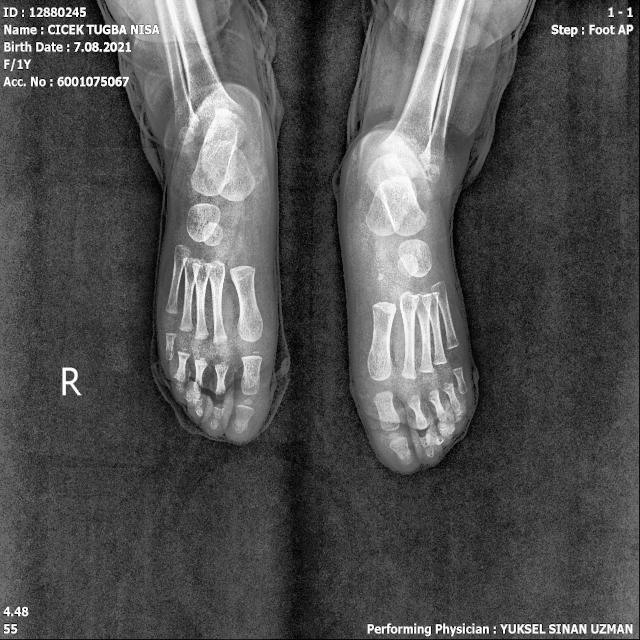 ID : 12880245
Name : CICEK TUGBA NISA
Birth Date : 7.08.2021
F/1Y
Acc. No : 6001075067
1 - 1
Step : Foot AP
R
4.48
55
Performing Physician : YUKSEL SINAN UZMAN